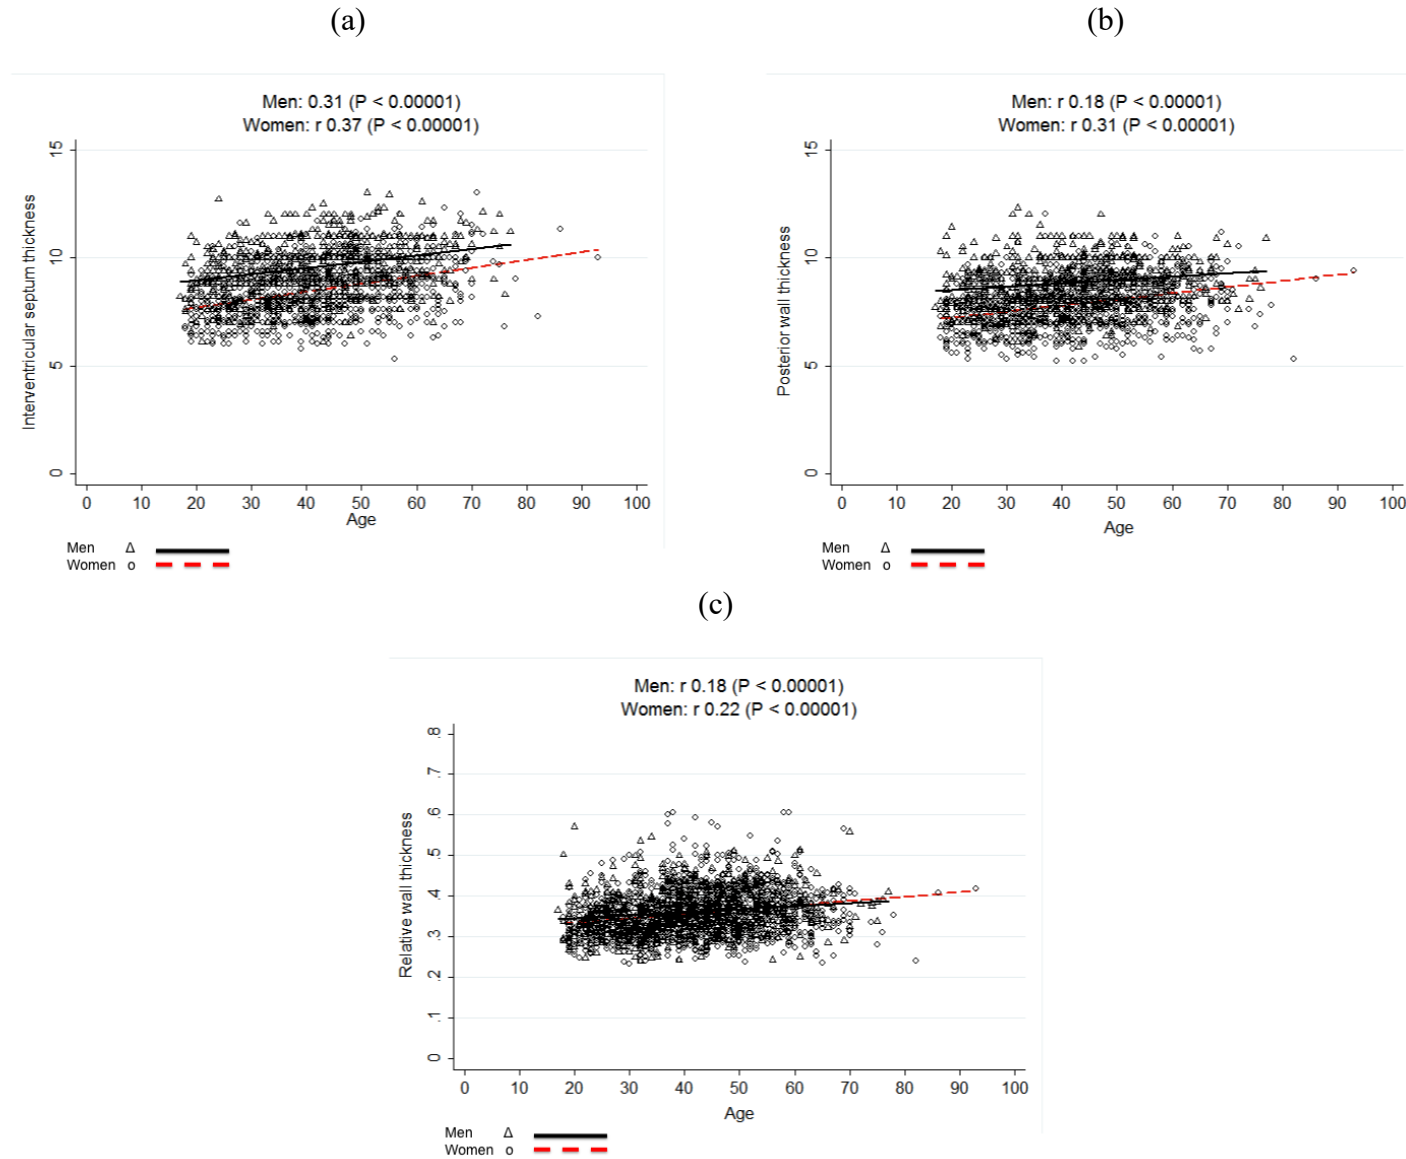 (a)
Men: 0.31 (P < 0.00001)
Women: r 0.37 (P < 0.00001)
Interventricular septum thickness
15
10
5
0
0 10 20 30 40 50 60 70 80 90 100
Age
Men Δ
Women o
(b)
Men: r 0.18 (P < 0.00001)
Women: r 0.31 (P < 0.00001)
Posterior wall thickness
15
10
5
0
0 10 20 30 40 50 60 70 80 90 100
Age
Men Δ
Women o
(c)
Men: r 0.18 (P < 0.00001)
Women: r 0.22 (P < 0.00001)
Relative wall thickness
.8
.7
.6
.5
.4
.3
.2
.1
0
0 10 20 30 40 50 60 70 80 90 100
Age
Men Δ
Women o